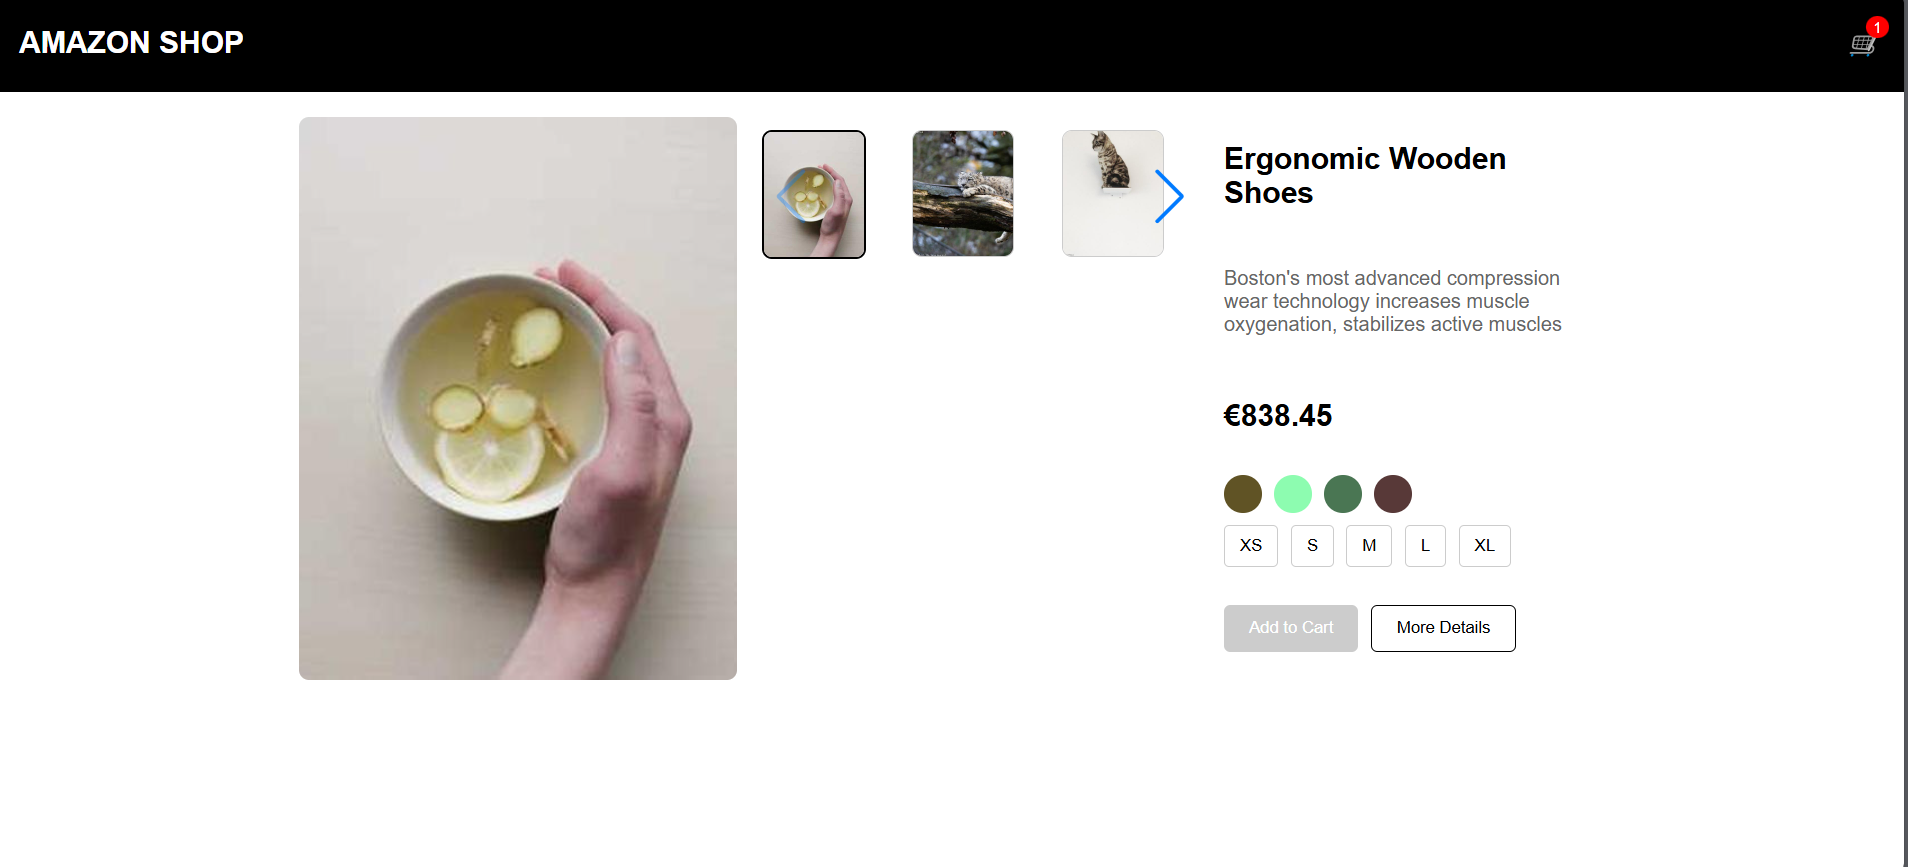 AMAZON SHOP
1
Ergonomic Wooden
Shoes
Boston's most advanced compression
wear technology increases muscle
oxygenation, stabilizes active muscles
€838.45
XS S M L XL
Add to Cart More Details